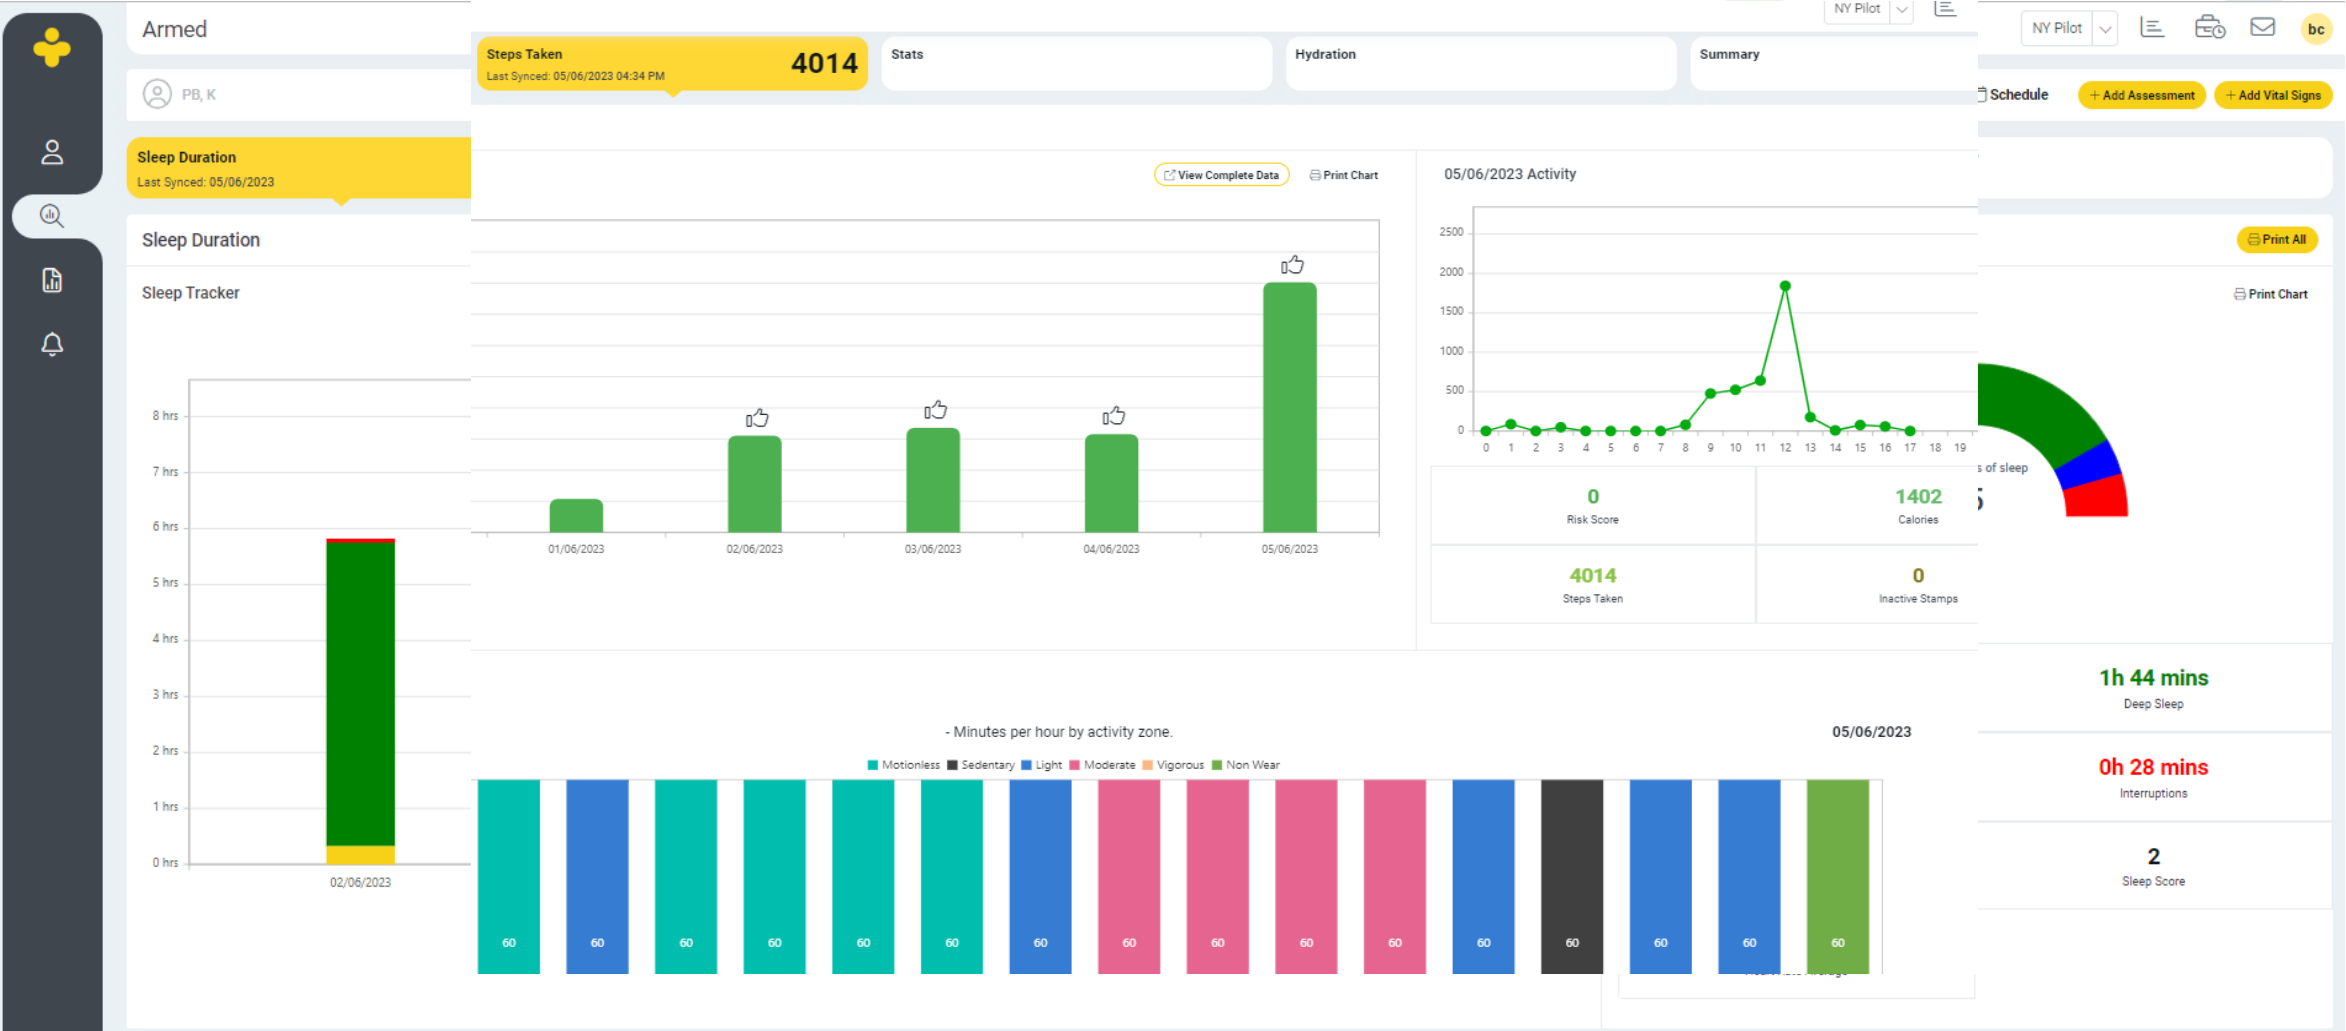 Armed
PB, K
Sleep Duration
Last Synced: 05/06/2023
Sleep Duration
Sleep Tracker
8 hrs
7 hrs
6 hrs
5 hrs
4 hrs
3 hrs
2 hrs
1 hrs
0 hrs
02/06/2023
NY Pilot
Steps Taken
Last Synced: 05/06/2023 04:34 PM
4014
Stats
Hydration
Summary
View Complete Data
Print Chart
01/06/2023 02/06/2023 03/06/2023 04/06/2023 05/06/2023
05/06/2023 Activity
2500
2000
1500
1000
500
0
0 1 2 3 4 5 6 7 8 9 10 11 12 13 14 15 16 17 18 19
0
Risk Score
1402
Calories
4014
Steps Taken
0
Inactive Stamps
- Minutes per hour by activity zone.
05/06/2023
Motionless Sedentary Light Moderate Vigorous Non Wear
60 60 60 60 60 60 60 60 60 60 60 60 60 60 60 60
NY Pilot
bc
Schedule
+ Add Assessment
+ Add Vital Signs
Print All
Print Chart
of sleep
1h 44 mins
Deep Sleep
0h 28 mins
Interruptions
2
Sleep Score